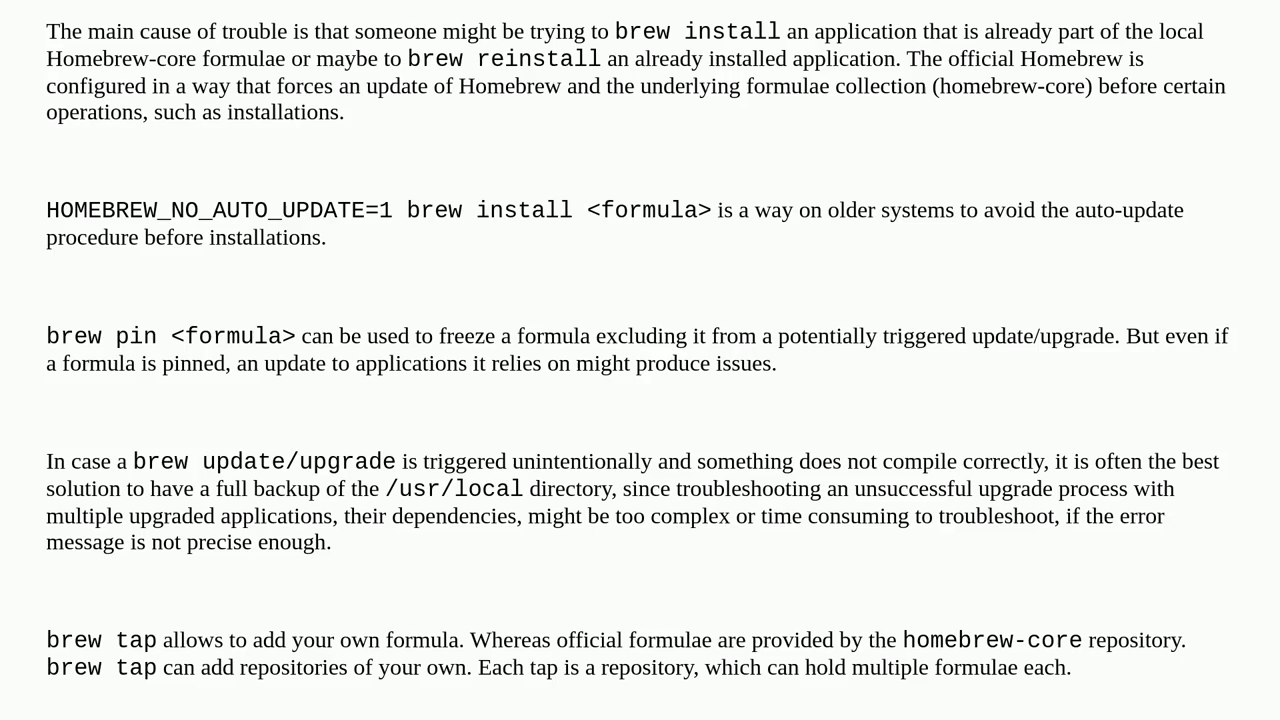 The main cause of trouble is that someone might be trying to brew install an application that is already part of the local
Homebrew-core formulae or maybe to brew reinstall an already installed application. The official Homebrew is
configured in a way that forces an update of Homebrew and the underlying formulae collection (homebrew-core) before certain
operations, such as installations.
HOMEBREW_NO_AUTO_UPDATE=1 brew install <formula> is a way on older systems to avoid the auto-update
procedure before installations.
brew pin <formula> can be used to freeze a formula excluding it from a potentially triggered update/upgrade. But even if
a formula is pinned, an update to applications it relies on might produce issues.
In case a brew update/upgrade is triggered unintentionally and something does not compile correctly, it is often the best
solution to have a full backup of the /usr/local directory, since troubleshooting an unsuccessful upgrade process with
multiple upgraded applications, their dependencies, might be too complex or time consuming to troubleshoot, if the error
message is not precise enough.
brew tap allows to add your own formula. Whereas official formulae are provided by the homebrew-core repository.
brew tap can add repositories of your own. Each tap is a repository, which can hold multiple formulae each.